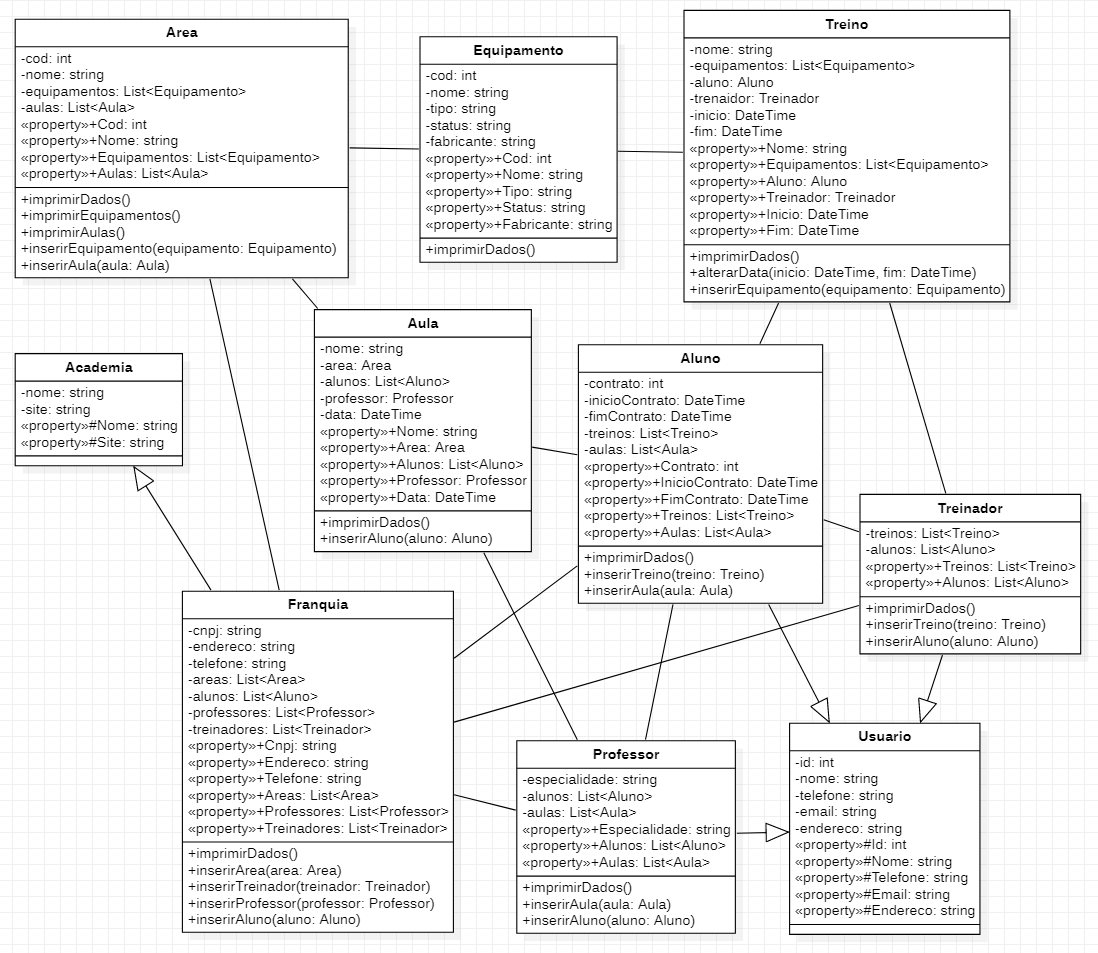 Area
-cod: int
-nome: string
-equipamentos: List<Equipamento>
-aulas: List<Aula>
«property»+Cod: int
«property»+Nome: string
«property»+Equipamentos: List<Equipamento>
«property»+Aulas: List<Aula>
+imprimirDados()
+imprimirEquipamentos()
+imprimirAulas()
+inserirEquipamento(equipamento: Equipamento)
+inserirAula(aula: Aula)
Equipamento
-cod: int
-nome: string
-tipo: string
-status: string
-fabricante: string
«property»+Cod: int
«property»+Nome: string
«property»+Tipo: string
«property»+Status: string
«property»+Fabricante: string
+imprimirDados()
Treino
-nome: string
-equipamentos: List<Equipamento>
-aluno: Aluno
-trenaidor: Treinador
-inicio: DateTime
-fim: DateTime
«property»+Nome: string
«property»+Equipamentos: List<Equipamento>
«property»+Aluno: Aluno
«property»+Treinador: Treinador
«property»+Inicio: DateTime
«property»+Fim: DateTime
+imprimirDados()
+alterarData(inicio: DateTime, fim: DateTime)
+inserirEquipamento(equipamento: Equipamento)
Academia
-nome: string
-site: string
«property»#Nome: string
«property»#Site: string
Aula
-nome: string
-area: Area
-alunos: List<Aluno>
-professor: Professor
-data: DateTime
«property»+Nome: string
«property»+Area: Area
«property»+Alunos: List<Aluno>
«property»+Professor: Professor
«property»+Data: DateTime
+imprimirDados()
+inserirAluno(aluno: Aluno)
Aluno
-contrato: int
-inicioContrato: DateTime
-fimContrato: DateTime
-treinos: List<Treino>
-aulas: List<Aula>
«property»+Contrato: int
«property»+InicioContrato: DateTime
«property»+FimContrato: DateTime
«property»+Treinos: List<Treino>
«property»+Aulas: List<Aula>
+imprimirDados()
+inserirTreino(treino: Treino)
+inserirAula(aula: Aula)
Treinador
-treinos: List<Treino>
-alunos: List<Aluno>
«property»+Treinos: List<Treino>
«property»+Alunos: List<Aluno>
+imprimirDados()
+inserirTreino(treino: Treino)
+inserirAluno(aluno: Aluno)
Franquia
-cnpj: string
-endereco: string
-telefone: string
-areas: List<Area>
-alunos: List<Aluno>
-professores: List<Professor>
-treinadores: List<Treinador>
«property»+Cnpj: string
«property»+Endereco: string
«property»+Telefone: string
«property»+Areas: List<Area>
«property»+Professores: List<Professor>
«property»+Treinadores: List<Treinador>
+imprimirDados()
+inserirArea(area: Area)
+inserirTreinador(treinador: Treinador)
+inserirProfessor(professor: Professor)
+inserirAluno(aluno: Aluno)
Professor
-especialidade: string
-alunos: List<Aluno>
-aulas: List<Aula>
«property»+Especialidade: string
«property»+Alunos: List<Aluno>
«property»+Aulas: List<Aula>
+imprimirDados()
+inserirAula(aula: Aula)
+inserirAluno(aluno: Aluno)
Usuario
-id: int
-nome: string
-telefone: string
-email: string
-endereco: string
«property»#Id: int
«property»#Nome: string
«property»#Telefone: string
«property»#Email: string
«property»#Endereco: string